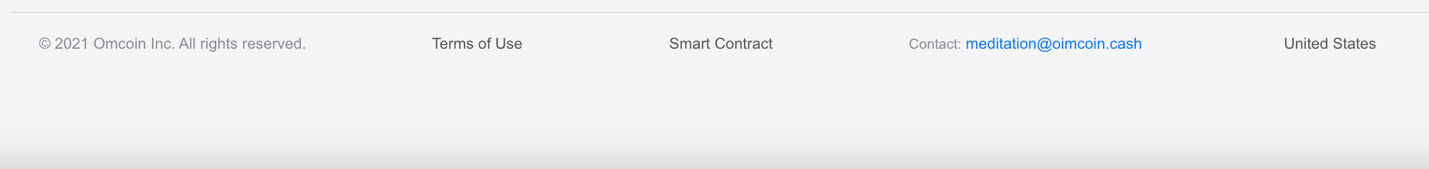 © 2021 Omcoin Inc. All rights reserved. Terms of Use Smart Contract Contact: meditation@oimcoin.cash United States